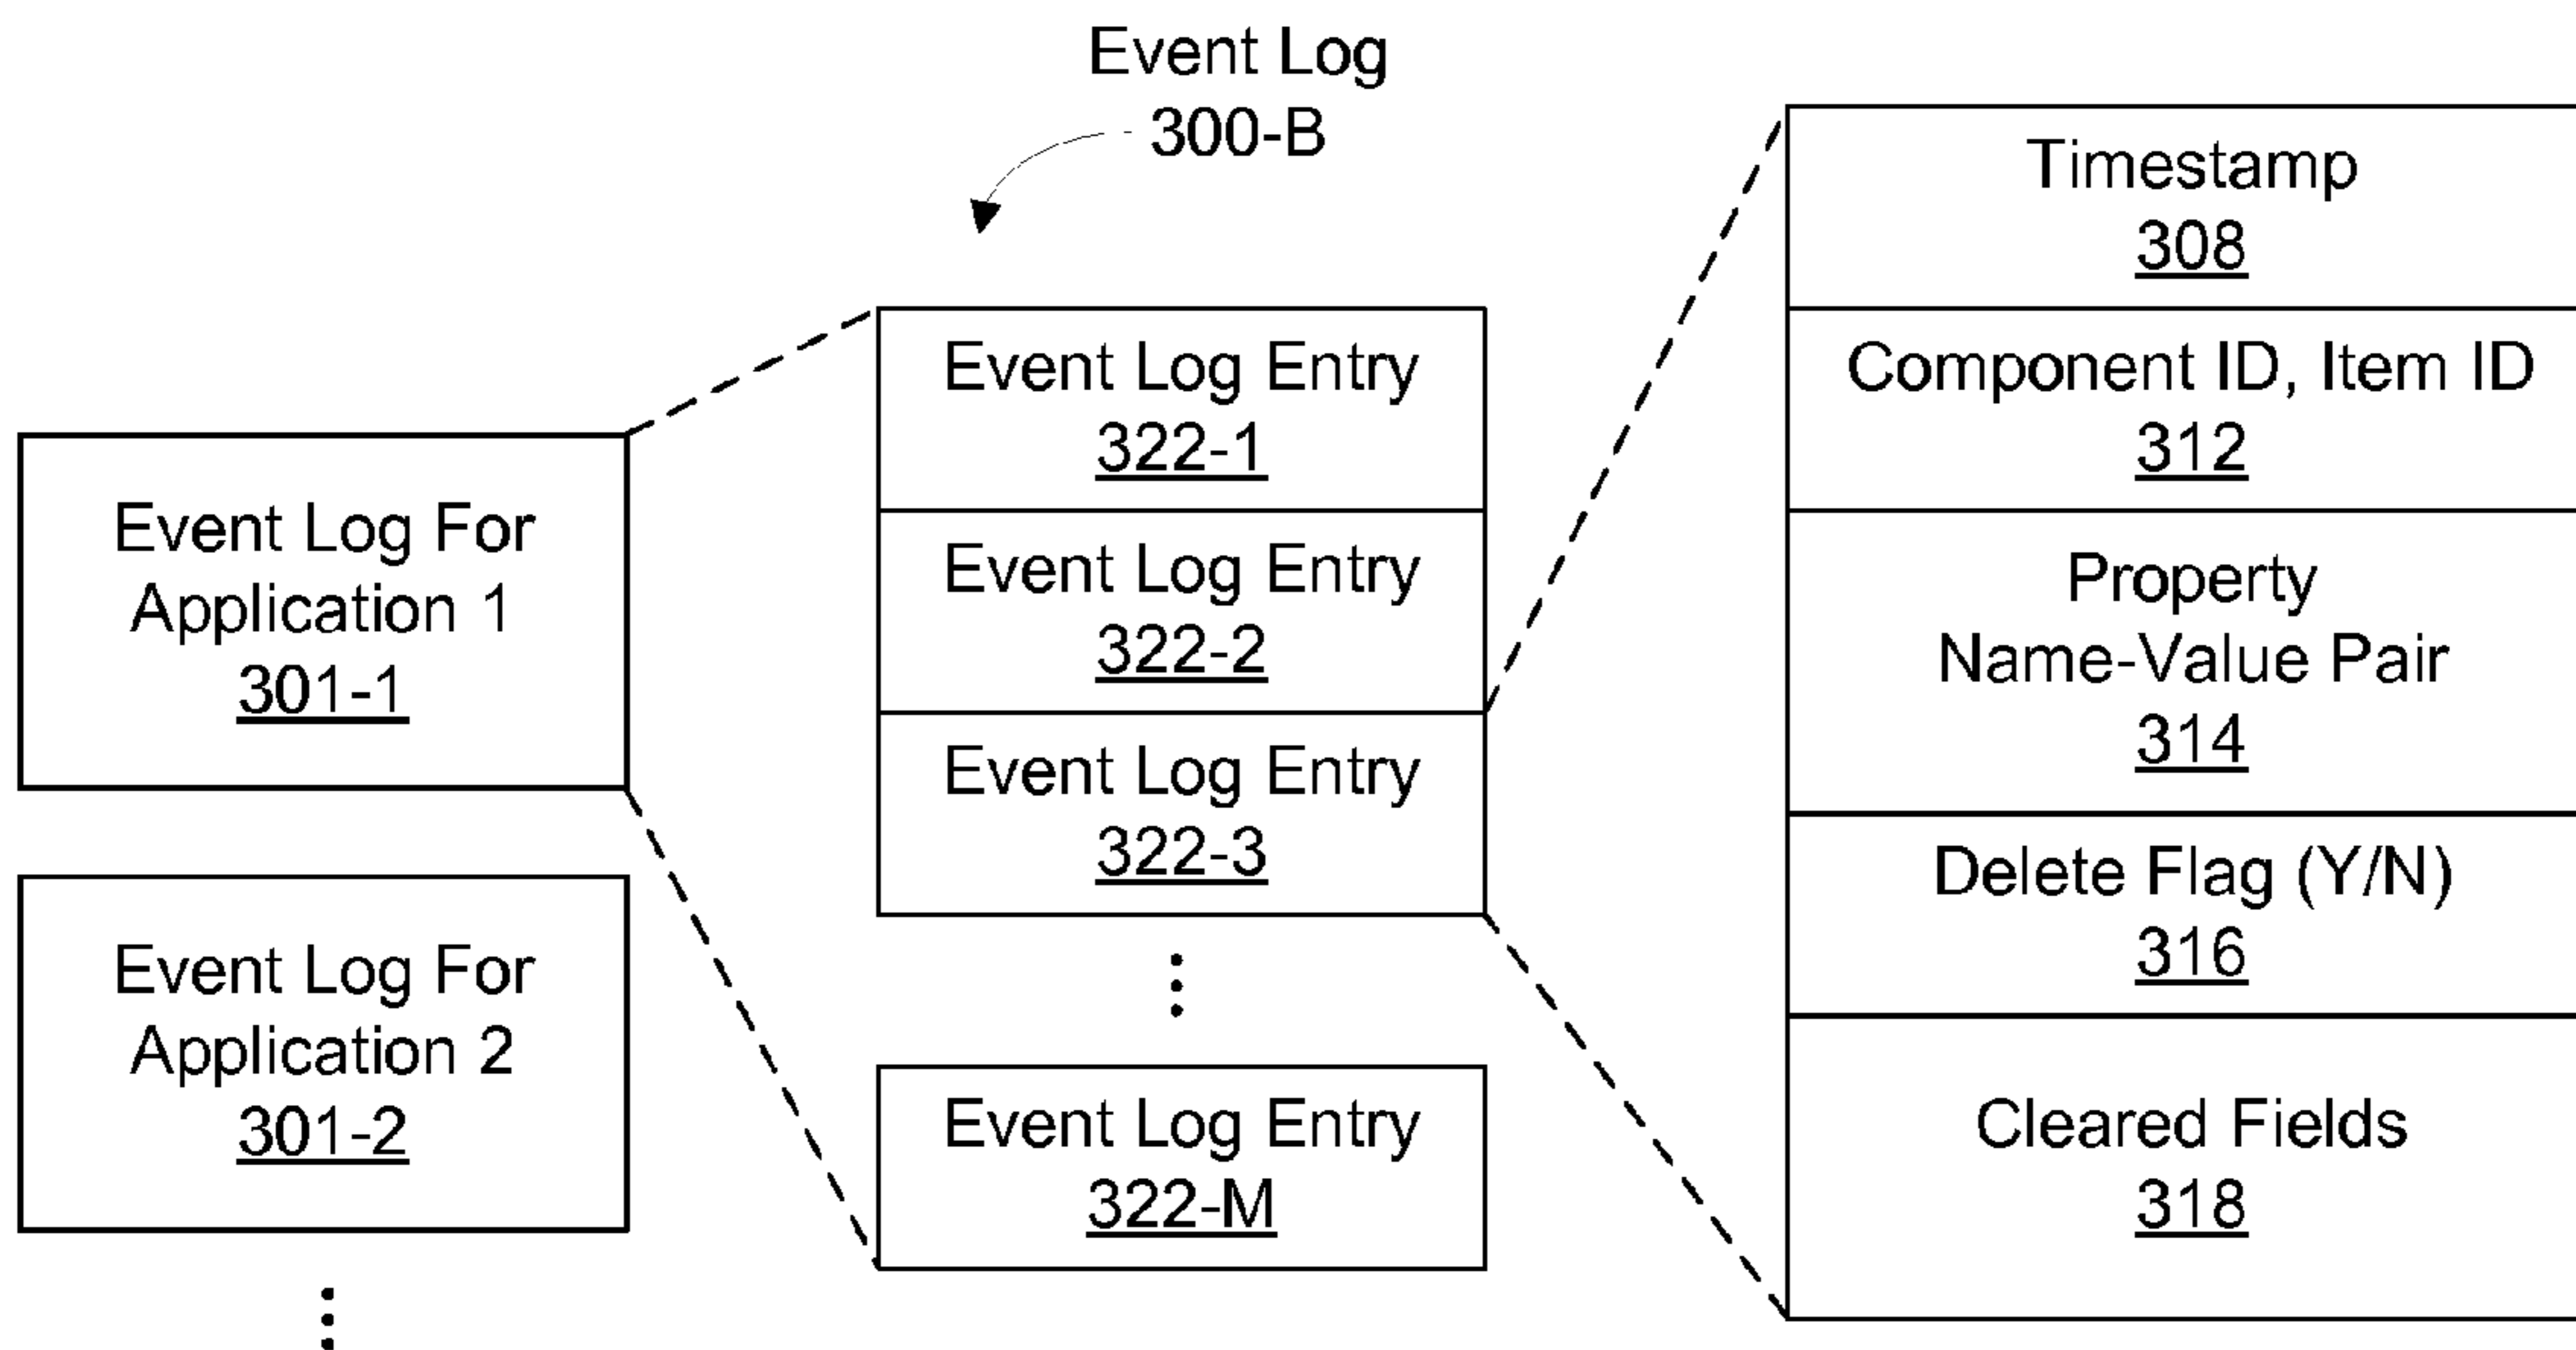 Event Log
300-B
Event Log For
Application 1
301-1
Event Log For
Application 2
301-2
Event Log Entry
322-1
Event Log Entry
322-2
Event Log Entry
322-3
Event Log Entry
322-M
Timestamp
308
Component ID, Item ID
312
Property
Name-Value Pair
314
Delete Flag (Y/N)
316
Cleared Fields
318